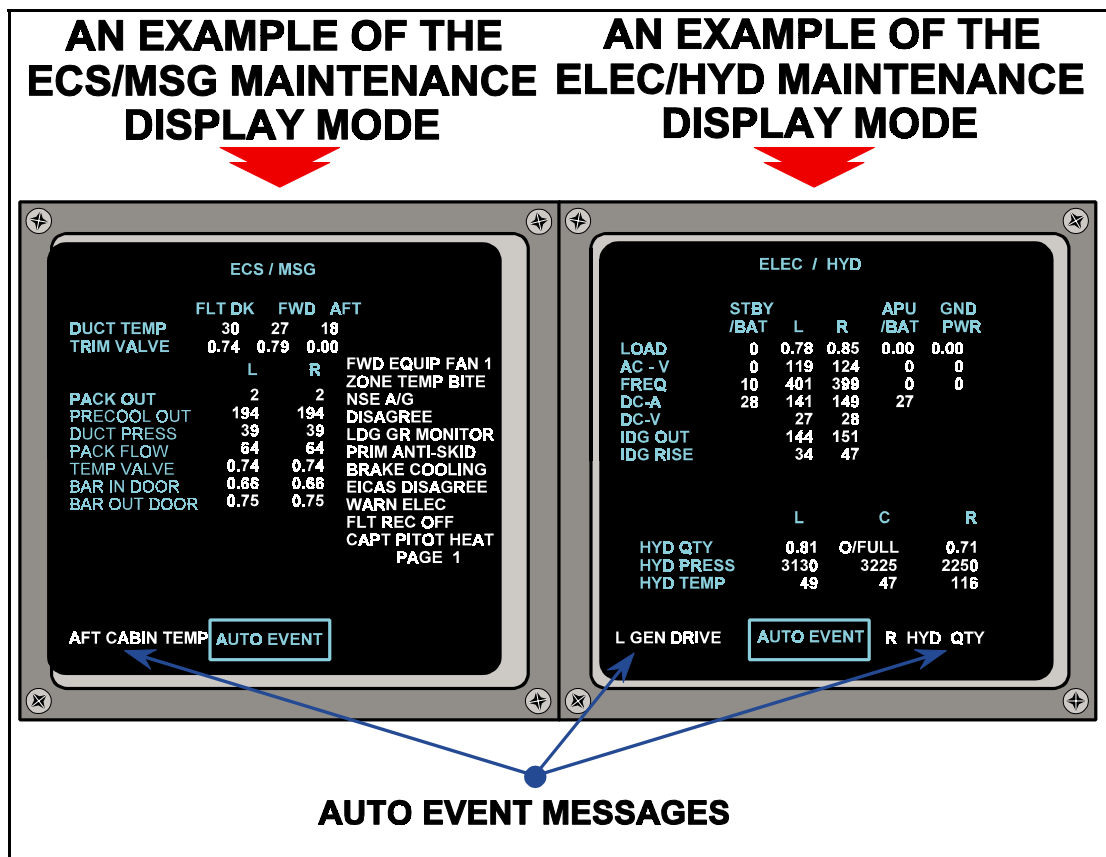 AN EXAMPLE OF THE
ECS/MSG MAINTENANCE
DISPLAY MODE
AN EXAMPLE OF THE
ELEC/HYD MAINTENANCE
DISPLAY MODE
ECS / MSG
FLT DK FWD AFT
DUCT TEMP 30 27 18
TRIM VALVE 0.74 0.79 0.00
L R
PACK OUT 2 2
PRECOOL OUT 194 194
DUCT PRESS 39 39
PACK FLOW 64 64
TEMP VALVE 0.74 0.74
BAR IN DOOR 0.66 0.66
BAR OUT DOOR 0.75 0.75
FWD EQUIP FAN 1
ZONE TEMP BITE
NSE A/G
DISAGREE
LDG GR MONITOR
PRIM ANTI-SKID
BRAKE COOLING
EICAS DISAGREE
WARN ELEC
FLT REC OFF
CAPT PITOT HEAT
PAGE 1
AFT CABIN TEMP AUTO EVENT
ELEC / HYD
STBY APU GND
/BAT L R /BAT PWR
LOAD 0 0.78 0.85 0.00 0.00
AC - V 0 119 124 0 0
FREQ 10 401 399 0 0
DC-A 28 141 149 27
DC-V 27 28
IDG OUT 144 151
IDG RISE 34 47
L C R
HYD QTY 0.81 O/FULL 0.71
HYD PRESS 3130 3225 2250
HYD TEMP 49 47 116
L GEN DRIVE AUTO EVENT R HYD QTY
AUTO EVENT MESSAGES